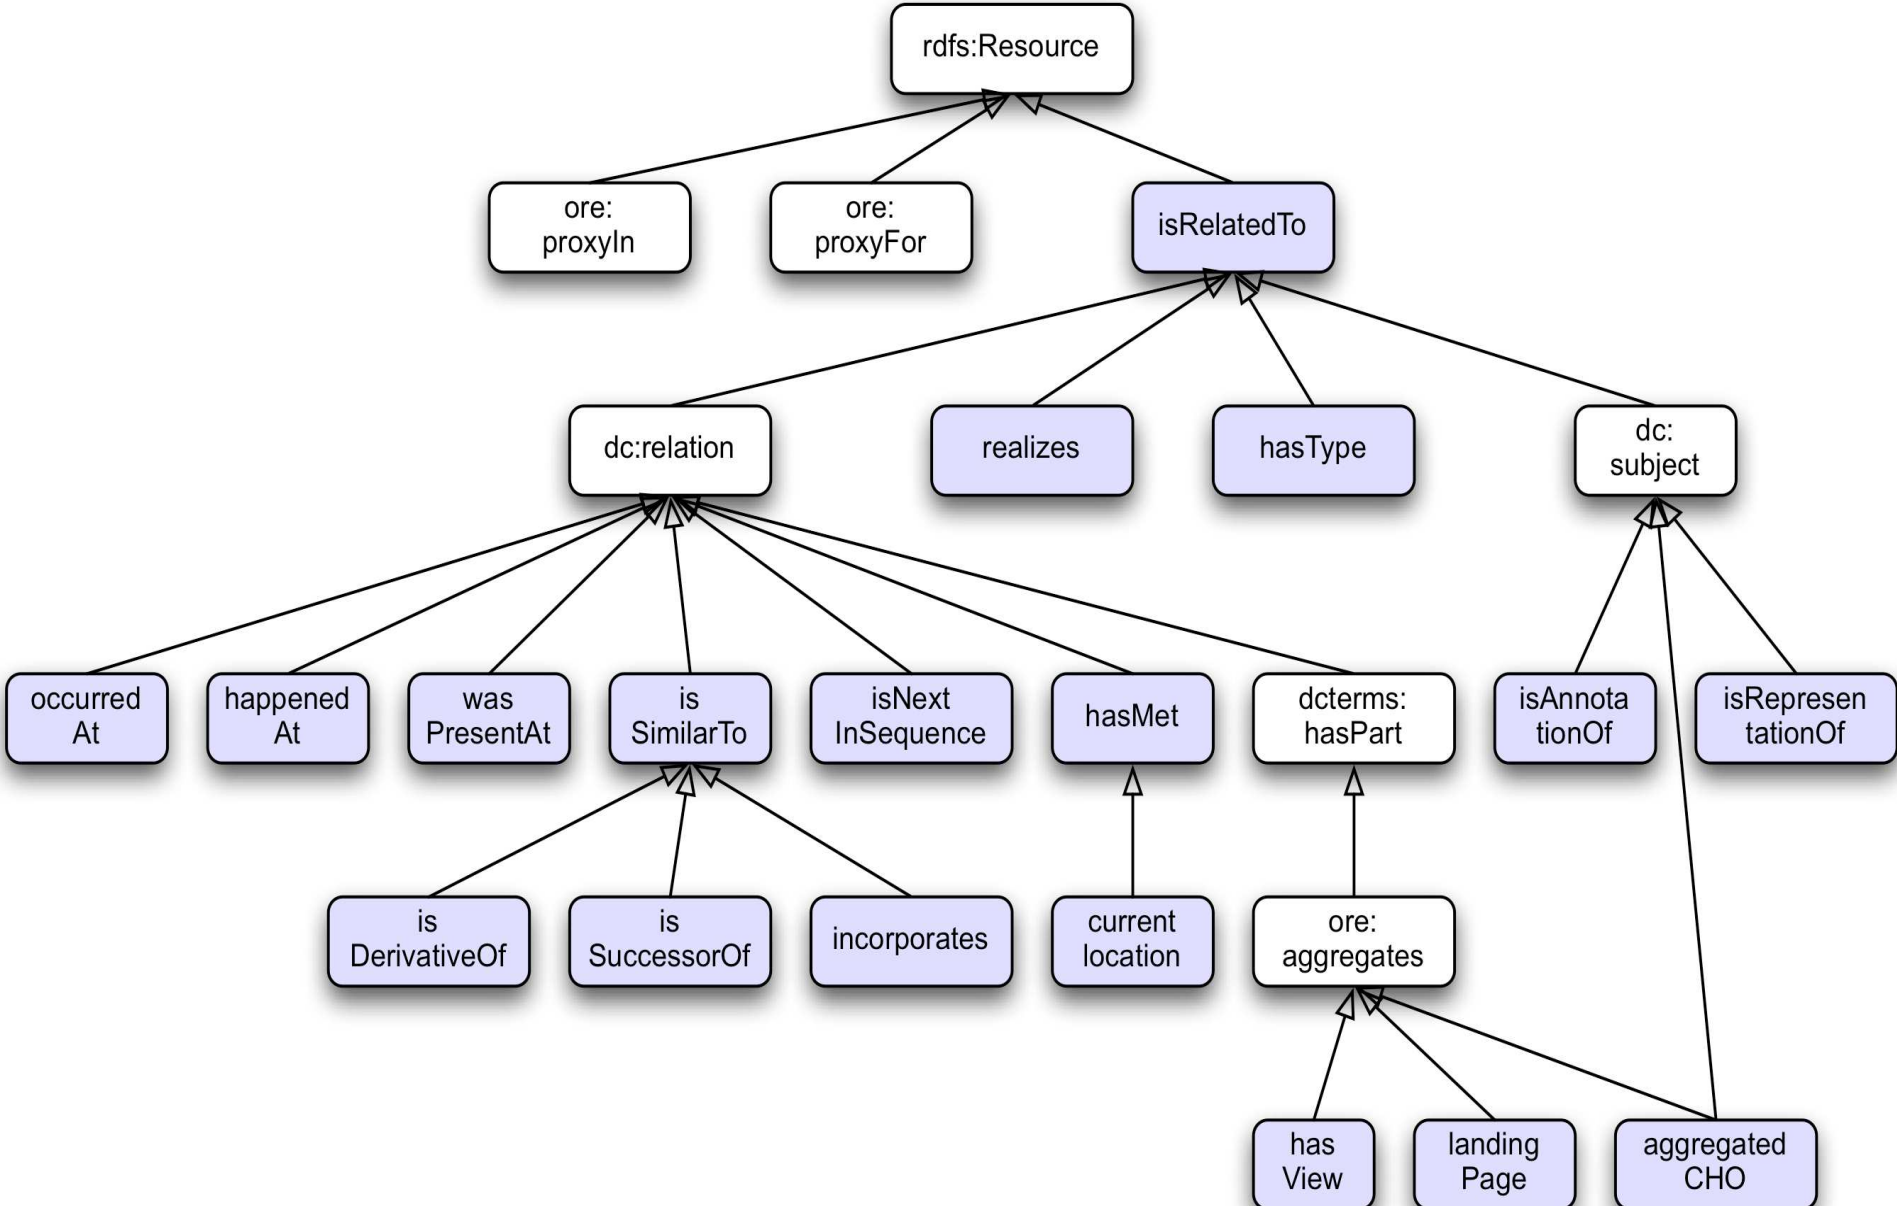 rdfs:Resource
ore:
proxyIn
ore:
proxyFor
isRelatedTo
dc:relation
realizes
hasType
dc:
subject
occurred
At
happened
At
was
PresentAt
is
SimilarTo
isNext
InSequence
hasMet
dcterms:
hasPart
isAnnota
tionOf
isRepresen
tationOf
is
DerivativeOf
is
SuccessorOf
incorporates
current
location
ore:
aggregates
has
View
landing
Page
aggregated
CHO